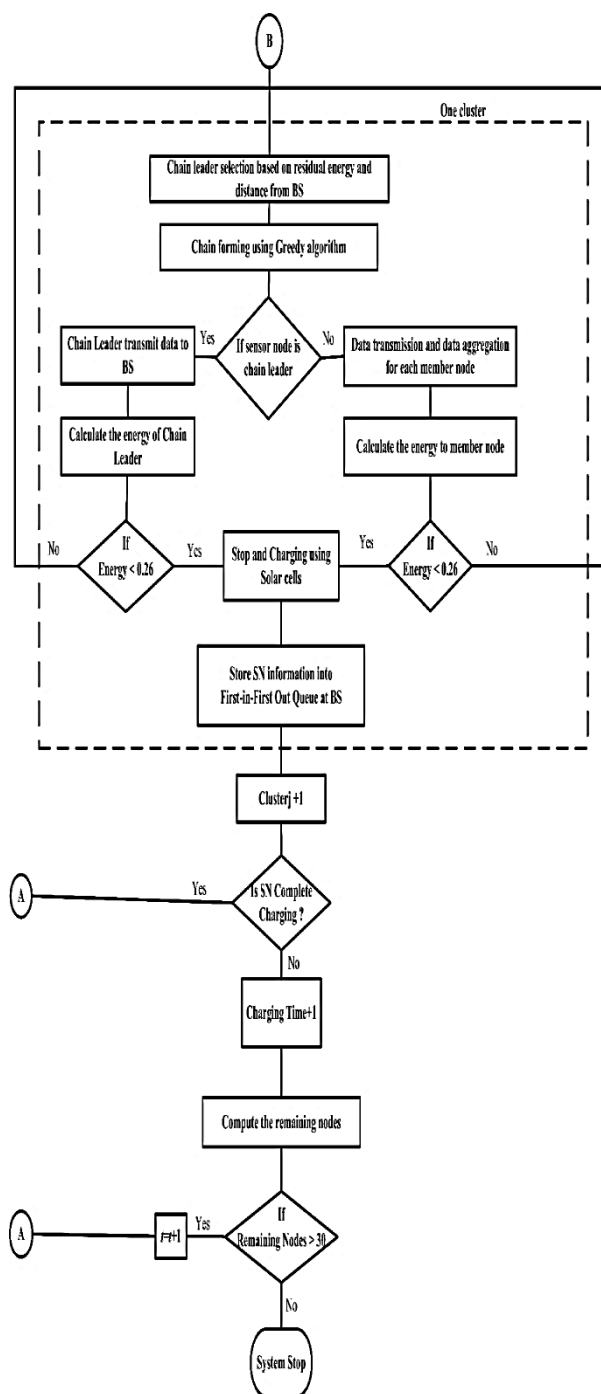 B
One cluster
Chain leader selection based on residual energy and
distance from BS
Chain forming using Greedy algorithm
Chain Leader transmit data to
BS
Yes
If sensor node is
chain leader
No
Data transmission and data aggregation
for each member node
Calculate the energy of Chain
Leader
Calculate the energy to member node
No
If
Energy < 0.26
Yes
Stop and Charging using
Solar cells
Yes
If
Energy < 0.26
No
Store SN information into
First-in-First Out Queue at BS
Clusterj +1
A
Yes
Is SN Complete
Charging ?
No
Charging Time+1
Compute the remaining nodes
A
t=t+1
Yes
If
Remaining Nodes > 30
No
System Stop